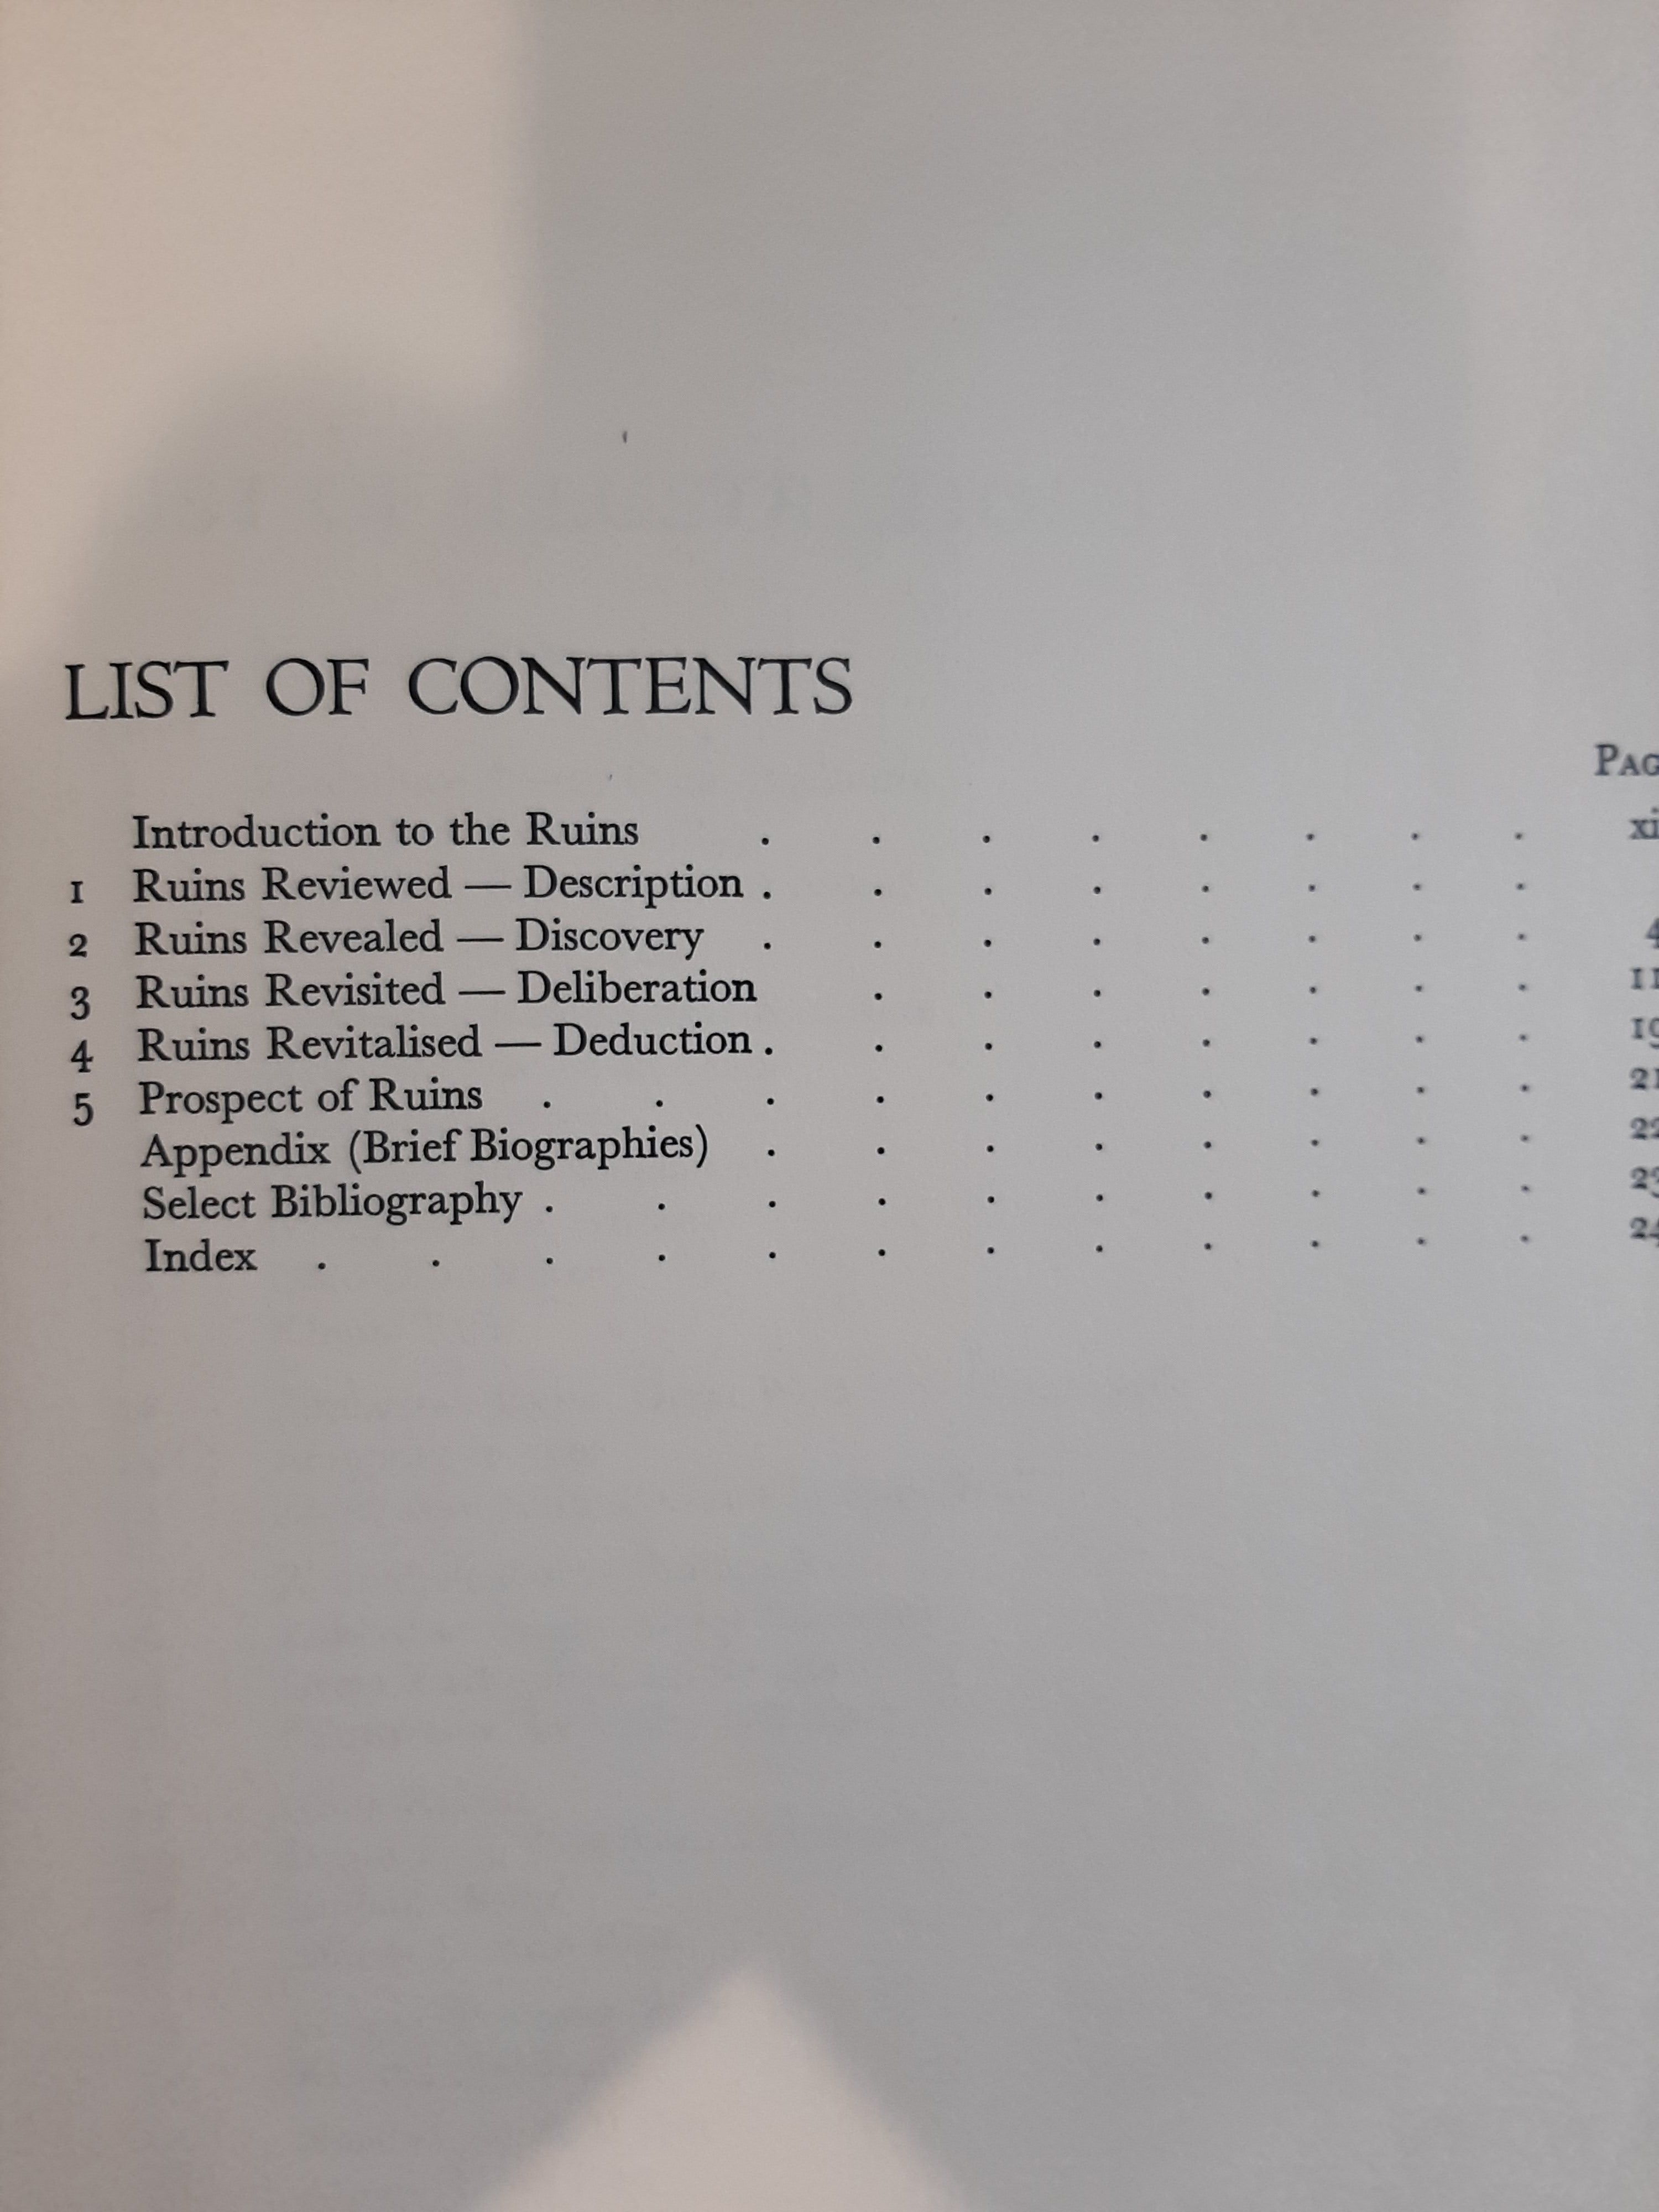 LIST OF CONTENTS
Introduction to the Ruins . . . . . . . .
1 Ruins Reviewed — Description . . . . . . . .
2 Ruins Revealed — Discovery . . . . . . . .
3 Ruins Revisited — Deliberation . . . . . . .
4 Ruins Revitalised — Deduction . . . . . . . .
5 Prospect of Ruins . . . . . . . . . .
Appendix (Brief Biographies) . . . . . . . .
Select Bibliography . . . . . . . . . .
Index . . . . . . . . . . . .